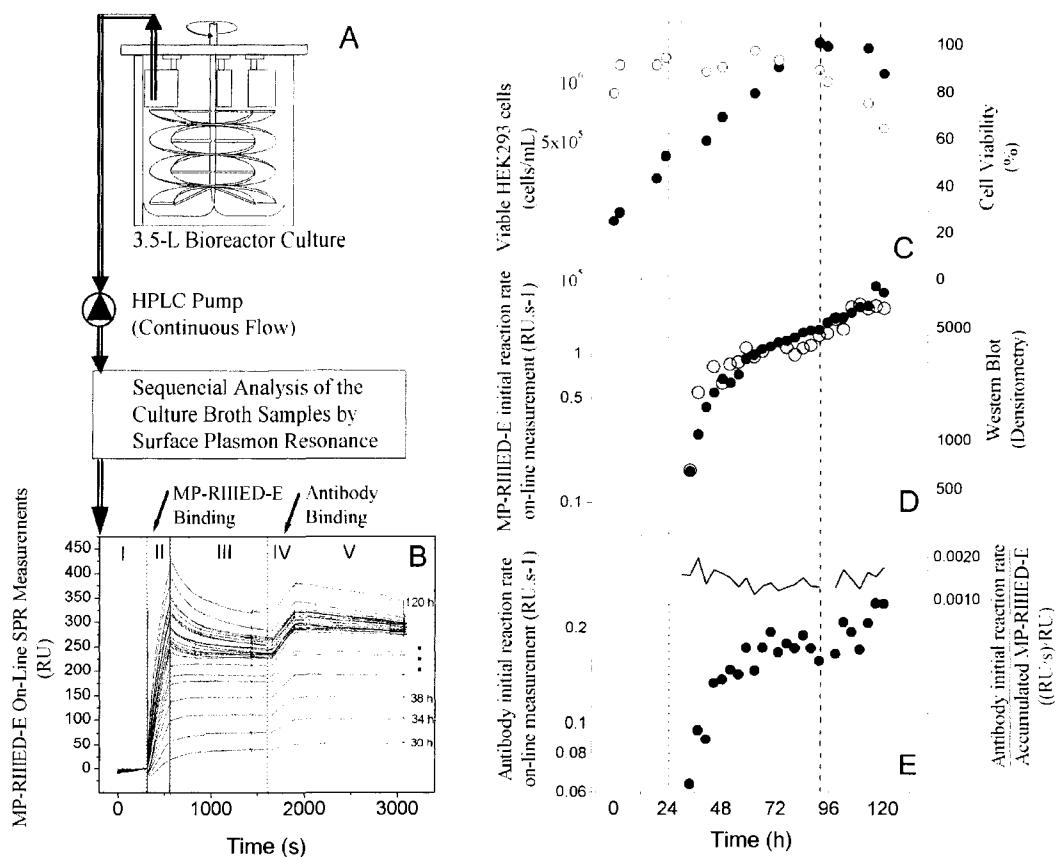 A
3.5-L Bioreactor Culture
HPLC Pump
(Continuous Flow)
Sequencial Analysis of the
Culture Broth Samples by
Surface Plasmon Resonance
MP-RIIIED-E
Binding
Antibody
Binding
MP-RIIIED-E On-Line SPR Measurements
(RU)
450
400
350
300
250
200
150
100
50
0
I
II
III
IV
V
B
120 h
38 h
34 h
30 h
0
1000
2000
3000
Time (s)
Viable HEK293 cells
(cells/mL)
10⁶
5x10⁵
10⁵
100
80
60
40
20
0
Cell Viability
(%)
C
MP-RIIIED-E initial reaction rate
on-line measurement (RU.s-1)
1
0.5
0.1
5000
1000
500
Western Blot
(Densitometry)
D
Antibody initial reaction rate
on-line measurement (RU.s-1)
0.2
0.1
0.08
0.06
0.0020
0.0010
Antibody initial reaction rate
Accumulated MP-RIIIED-E
((RU/s)/RU)
E
0
24
48
72
96
120
Time (h)